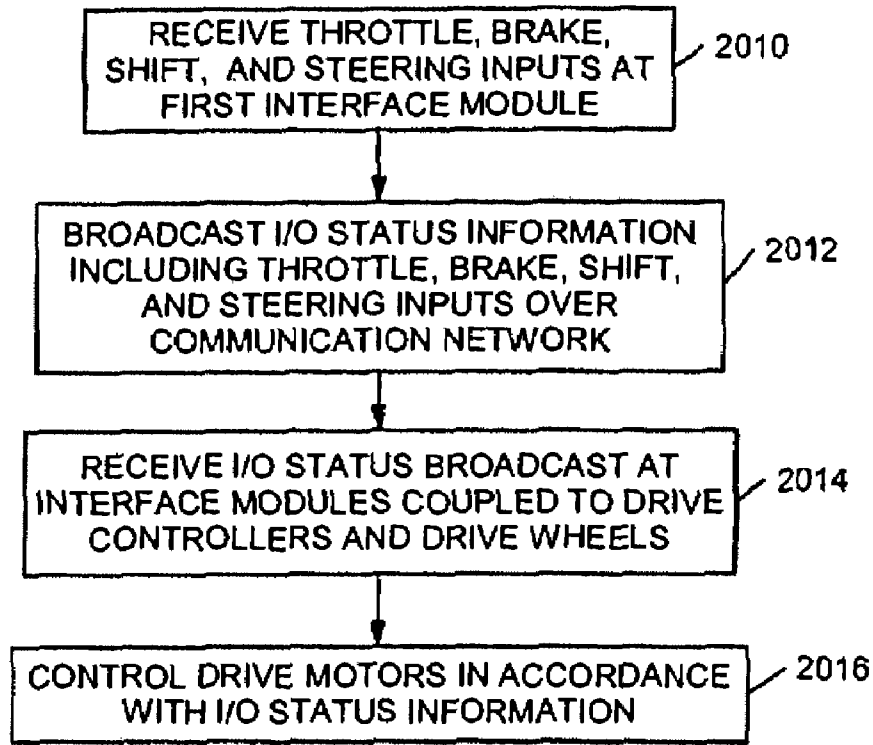 RECEIVE THROTTLE, BRAKE,
SHIFT, AND STEERING INPUTS AT
FIRST INTERFACE MODULE
2010
BROADCAST I/O STATUS INFORMATION
INCLUDING THROTTLE, BRAKE, SHIFT,
AND STEERING INPUTS OVER
COMMUNICATION NETWORK
2012
RECEIVE I/O STATUS BROADCAST AT
INTERFACE MODULES COUPLED TO DRIVE
CONTROLLERS AND DRIVE WHEELS
2014
CONTROL DRIVE MOTORS IN ACCORDANCE
WITH I/O STATUS INFORMATION
2016